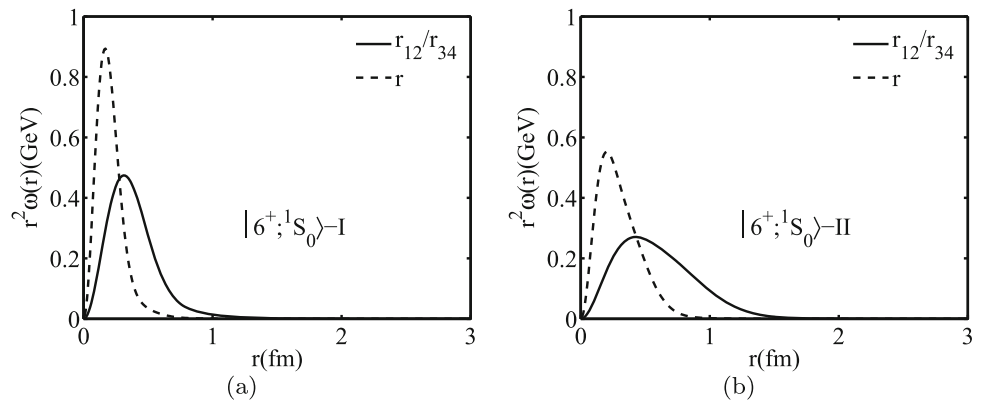 1
0.8
0.6
0.4
0.2
0
r²ω(r)(GeV)
r₁₂/r₃₄
r
|6⁺;¹S₀⟩−I
0 1 2 3
r(fm)
(a)
1
0.8
0.6
0.4
0.2
0
r²ω(r)(GeV)
r₁₂/r₃₄
r
|6⁺;¹S₀⟩−II
0 1 2 3
r(fm)
(b)